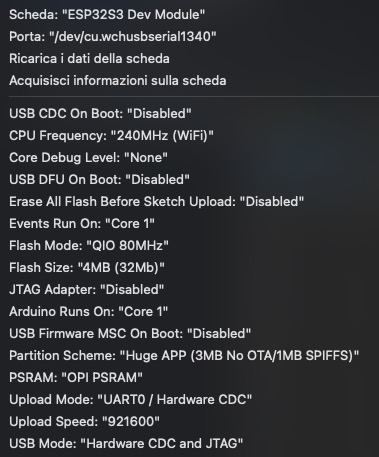 Scheda: "ESP32S3 Dev Module"
Porta: "/dev/cu.wchusbserial1340"
Ricarica i dati della scheda
Acquisisci informazioni sulla scheda
USB CDC On Boot: "Disabled"
CPU Frequency: "240MHz (WiFi)"
Core Debug Level: "None"
USB DFU On Boot: "Disabled"
Erase All Flash Before Sketch Upload: "Disabled"
Events Run On: "Core 1"
Flash Mode: "QIO 80MHz"
Flash Size: "4MB (32Mb)"
JTAG Adapter: "Disabled"
Arduino Runs On: "Core 1"
USB Firmware MSC On Boot: "Disabled"
Partition Scheme: "Huge APP (3MB No OTA/1MB SPIFFS)"
PSRAM: "OPI PSRAM"
Upload Mode: "UART0 / Hardware CDC"
Upload Speed: "921600"
USB Mode: "Hardware CDC and JTAG"